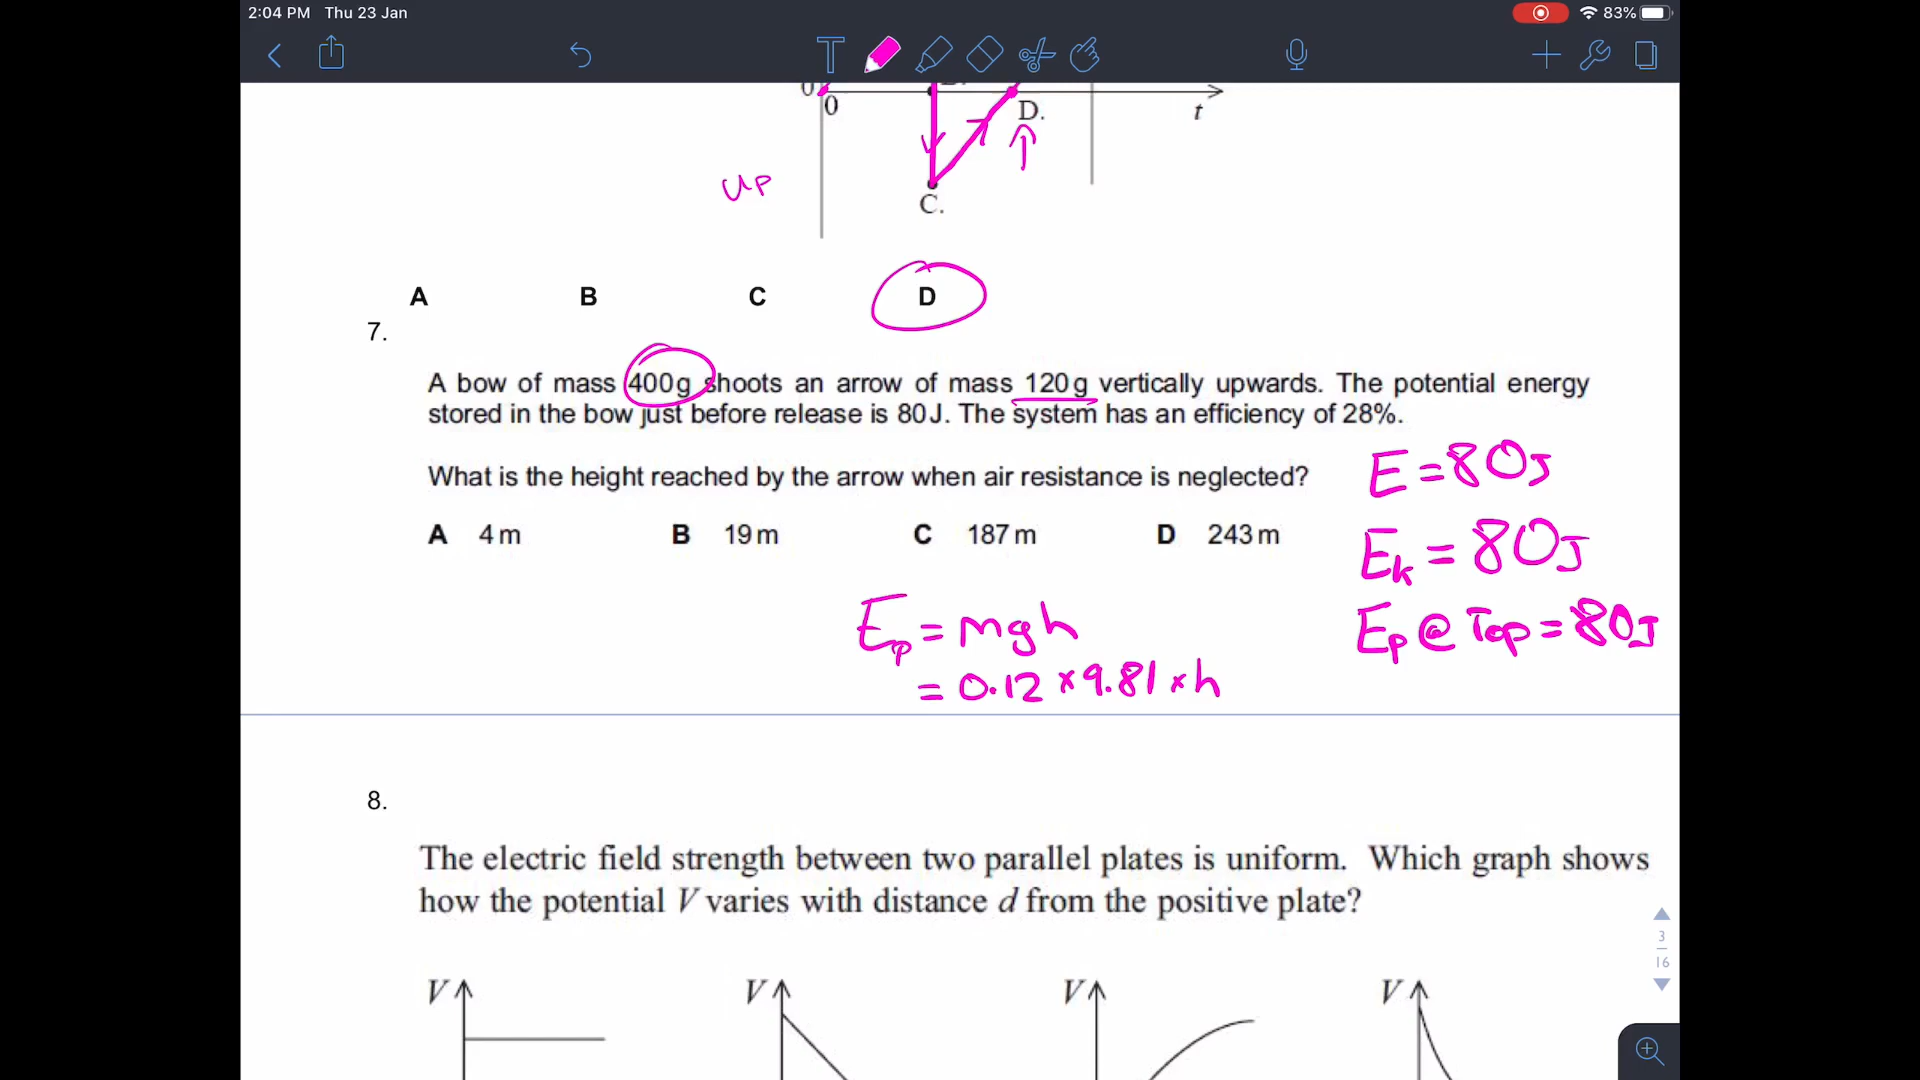 2:04 PM Thu 23 Jan
83%
T
0
0
D.
t
UP
C.
A B C D
7.
A bow of mass 400g shoots an arrow of mass 120g vertically upwards. The potential energy
stored in the bow just before release is 80J. The system has an efficiency of 28%.
What is the height reached by the arrow when air resistance is neglected?
A 4m B 19m C 187m D 243m
E = 80J
Ek = 80J
Ep @ Top = 80J
Ep = mgh
= 0.12 × 9.81 × h
8.
The electric field strength between two parallel plates is uniform. Which graph shows
how the potential V varies with distance d from the positive plate?
3
16
V V V V